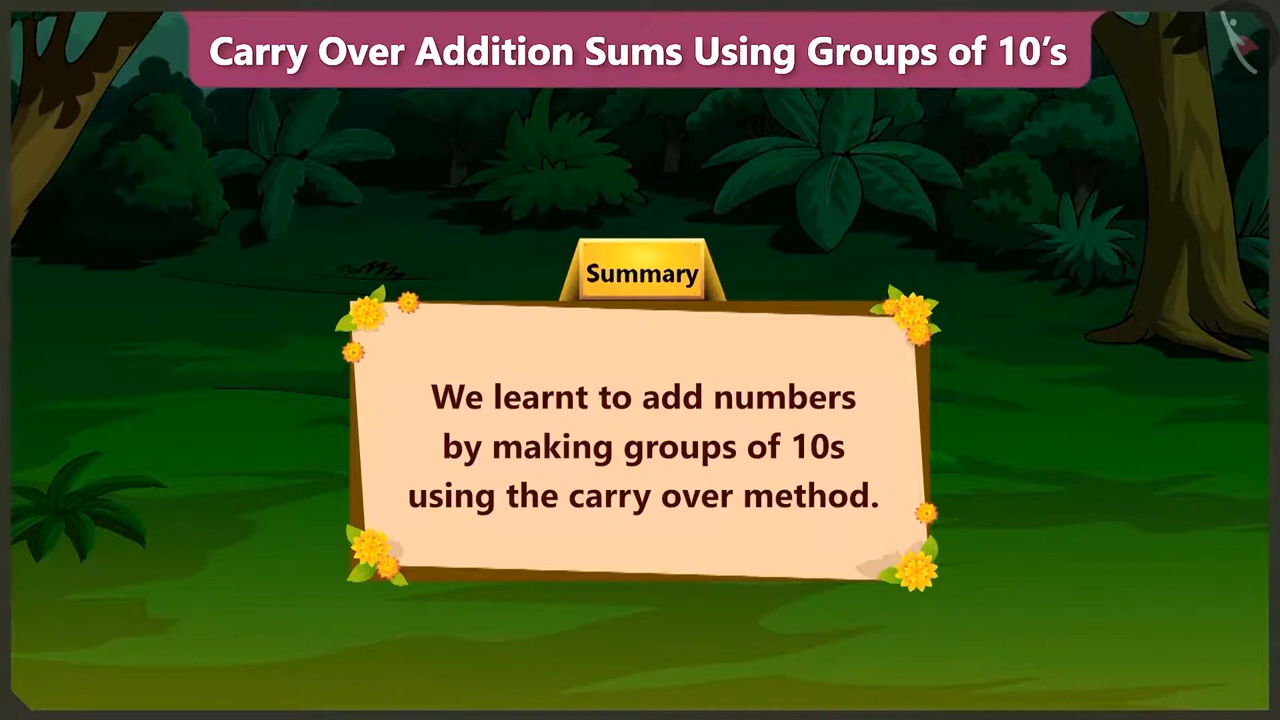 Carry Over Addition Sums Using Groups of 10’s
Summary
We learnt to add numbers
by making groups of 10s
using the carry over method.